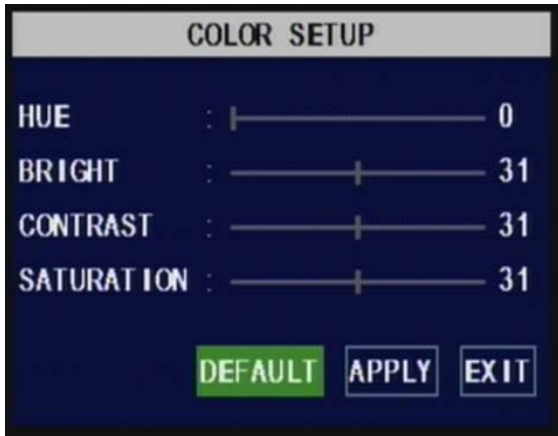 COLOR SETUP
HUE : 0
BRIGHT : 31
CONTRAST : 31
SATURATION : 31
DEFAULT APPLY EXIT